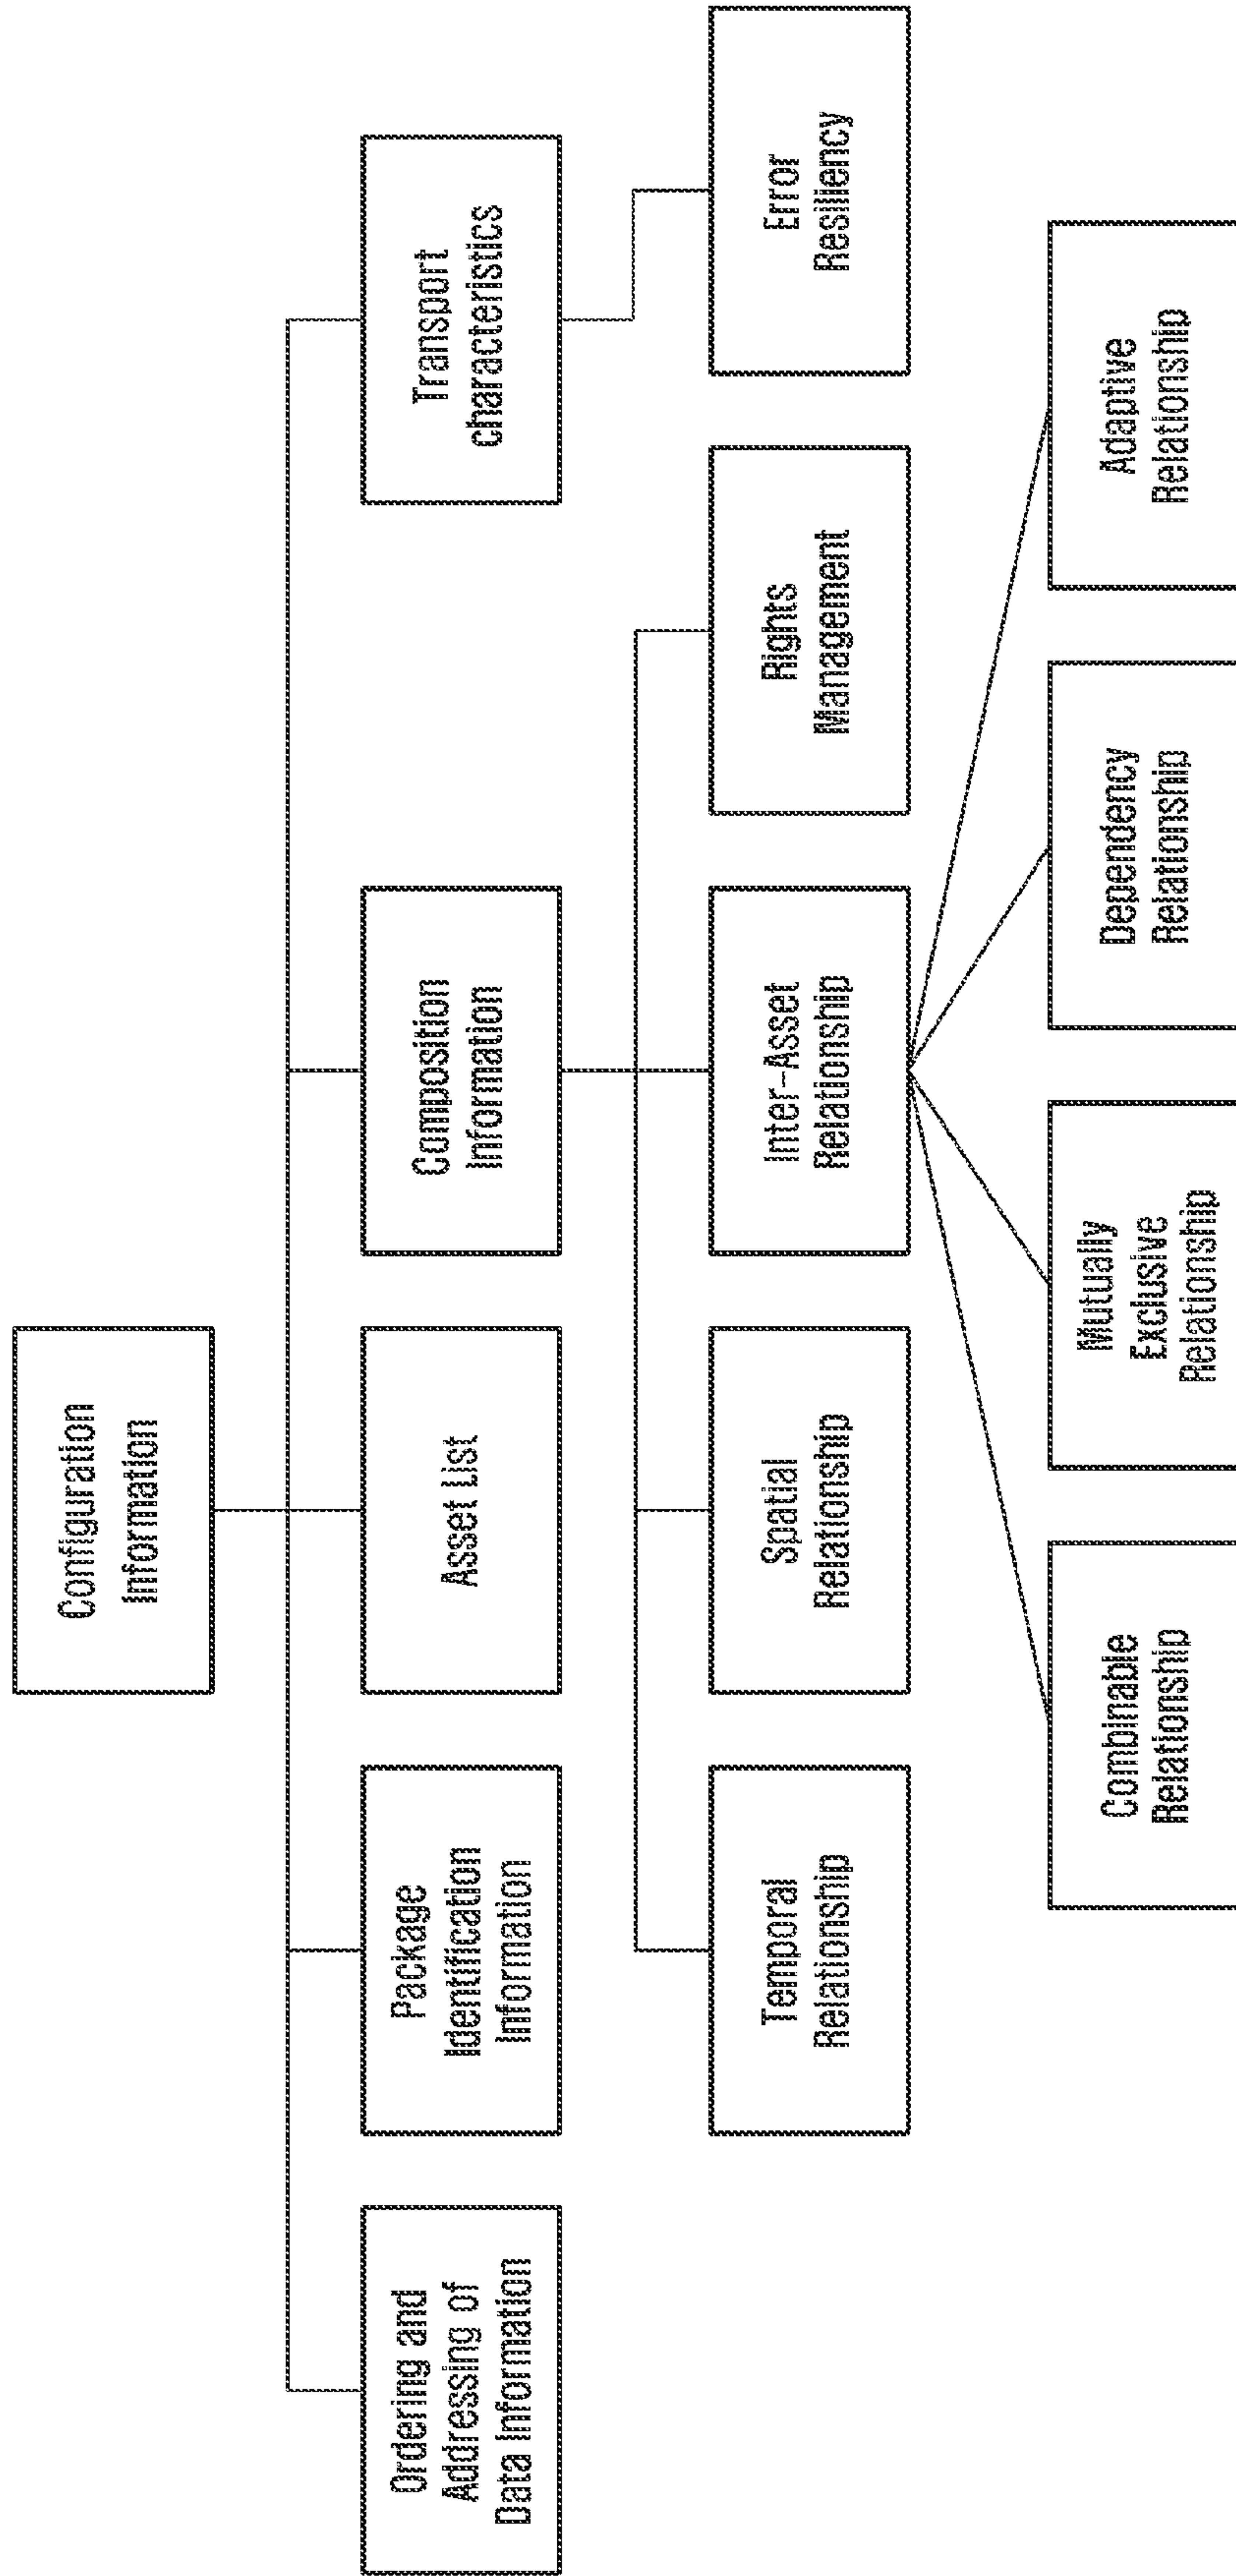 Configuration
Information
Ordering and
Addressing of
Data Information
Package
Identification
Information
Asset List
Composition
Information
Transport
characteristics
Temporal
Relationship
Spatial
Relationship
Inter-Asset
Relationship
Rights
Management
Error
Resiliency
Combinable
Relationship
Mutually
Exclusive
Relationship
Dependency
Relationship
Adaptive
Relationship